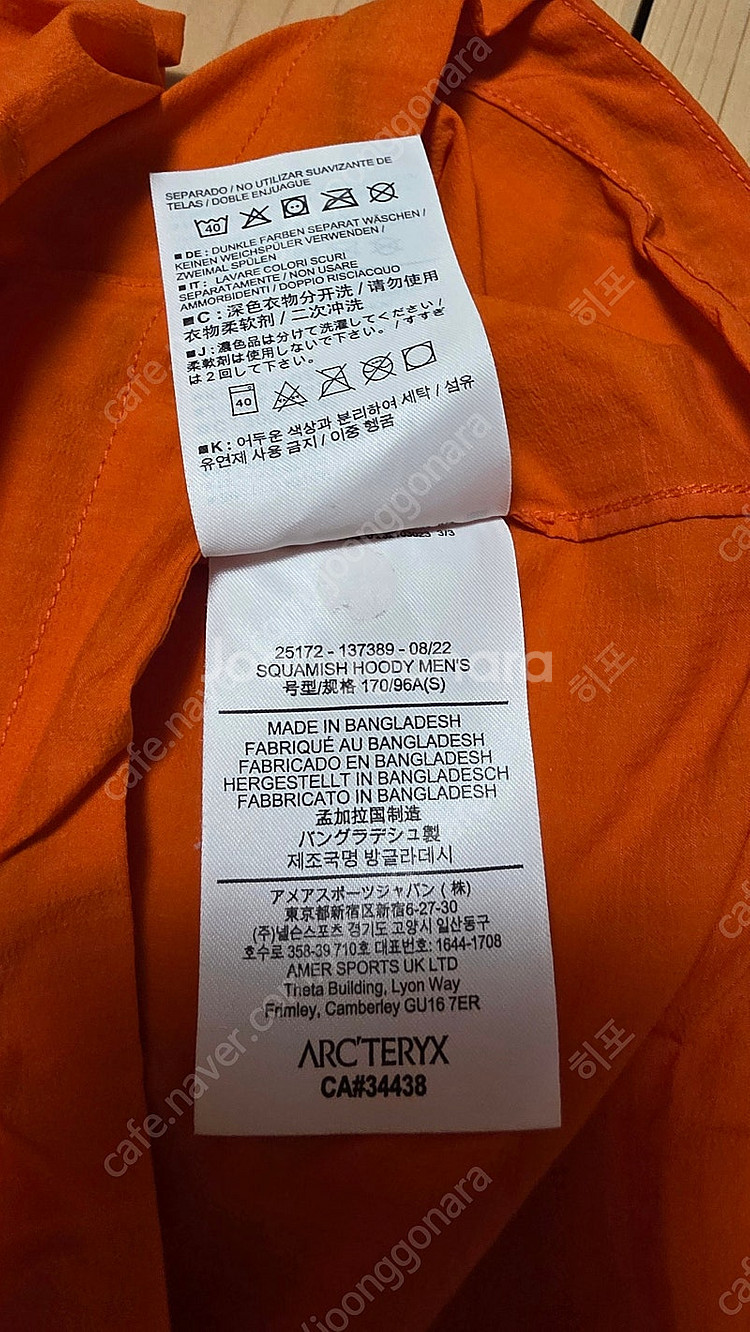 SEPARADO / NO UTILIZAR SUAVIZANTE DE
TELAS / DOBLE ENJUAGUE
40
■ DE : DUNKLE FARBEN SEPARAT WÄSCHEN /
KEINEN WEICHSPÜLER VERWENDEN /
ZWEIMAL SPÜLEN
■ IT : LAVARE COLORI SCURI
SEPARATAMENTE / NON USARE
AMMORBIDENTI / DOPPIO RISCIACQUO
■C : 深色衣物分开洗 / 请勿使用
衣物柔软剂 / 二次冲洗
■J : 濃色品は分けて洗濯してください /
柔軟剤は使用しないで下さい。/ すすぎ
は2回して下さい。
40
■K : 어두운 색상과 분리하여 세탁 / 섬유
유연제 사용 금지 / 이중 헹굼
3/3
25172 - 137389 - 08/22
SQUAMISH HOODY MEN'S
号型/规格 170/96A(S)
MADE IN BANGLADESH
FABRIQUÉ AU BANGLADESH
FABRICADO EN BANGLADESH
HERGESTELLT IN BANGLADESCH
FABBRICATO IN BANGLADESH
孟加拉国制造
バングラデシュ製
제조국명 방글라데시
アメアスポーツジャパン ( 株)
東京都新宿区新宿6-27-30
(주)넬슨스포츠 경기도 고양시 일산동구
호수로 358-39 710호 대표번호: 1644-1708
AMER SPORTS UK LTD
Theta Building, Lyon Way
Frimley, Camberley GU16 7ER
ARC'TERYX
CA#34438
cafe.naver.com/joonggonara
Joonggonara
히포